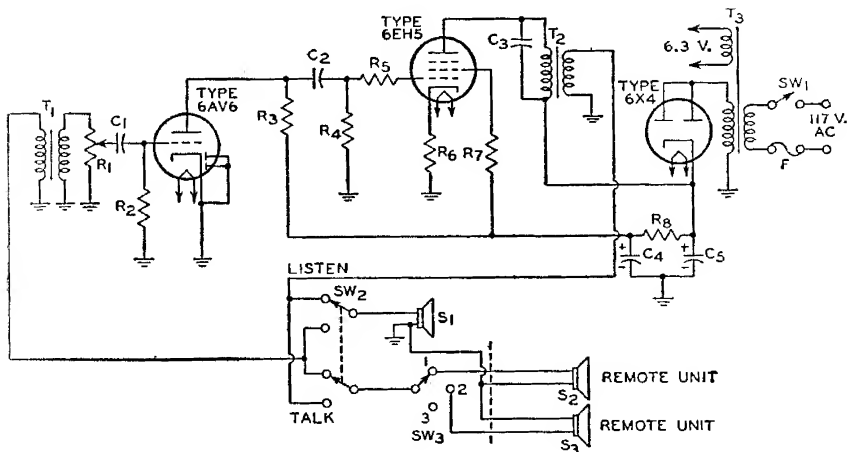 TYPE
6EH5
C3
T2
T3
6.3 V.
C2
R5
TYPE
6AV6
TYPE
6X4
SW1
117 V.
AC
F
T1
C1
R1
R2
R3
R4
R6
R7
R8
+
-
C4
+
-
C5
LISTEN
SW2
S1
1
2
3
SW3
TALK
S2
REMOTE UNIT
S3
REMOTE UNIT